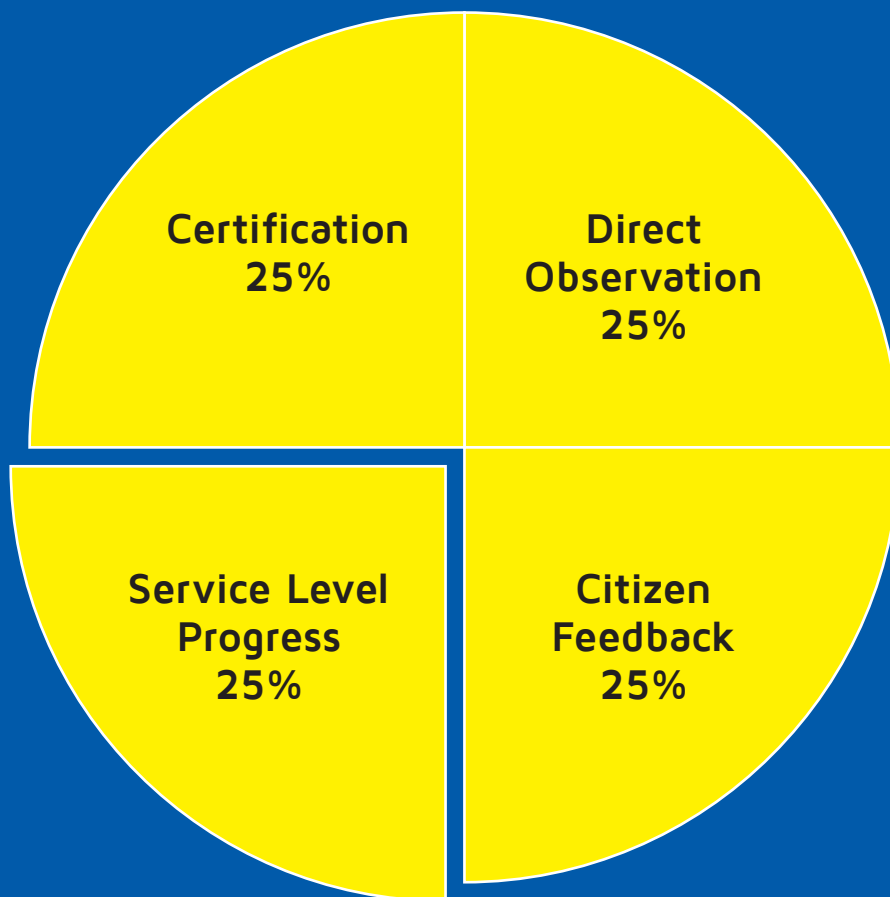 Certification
25%
Direct
Observation
25%
Service Level
Progress
25%
Citizen
Feedback
25%